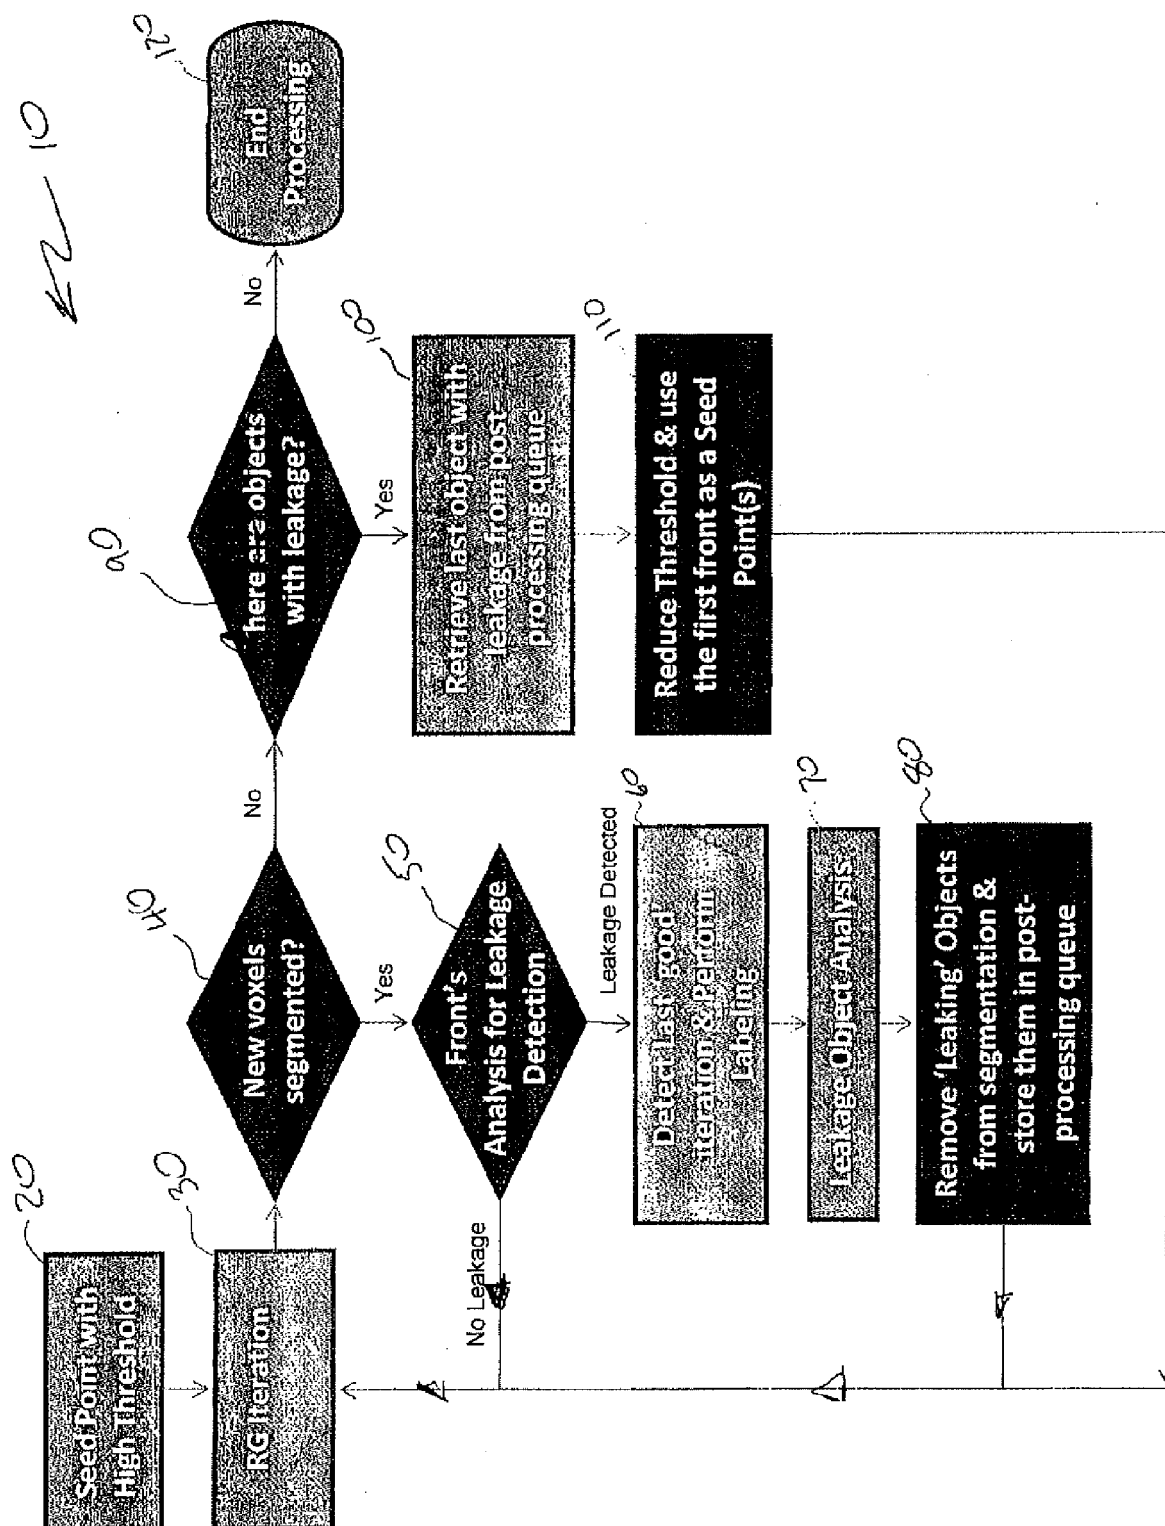 10
20
Seed Point with
High Threshold
30
RG Iteration
40
New voxels
segmented?
No
Yes
50
Front's
Analysis for Leakage
Detection
No Leakage
Leakage Detected
60
Detect Last good
iteration & Perform
Labeling
70
Leakage Object Analysis
80
Remove 'Leaking' Objects
from segmentation &
store them in post-
processing queue
90
here are objects
with leakage?
No
Yes
100
Retrieve last object with
leakage from post-
processing queue
110
Reduce Threshold & use
the first front as a Seed
Point(s)
120
End
Processing